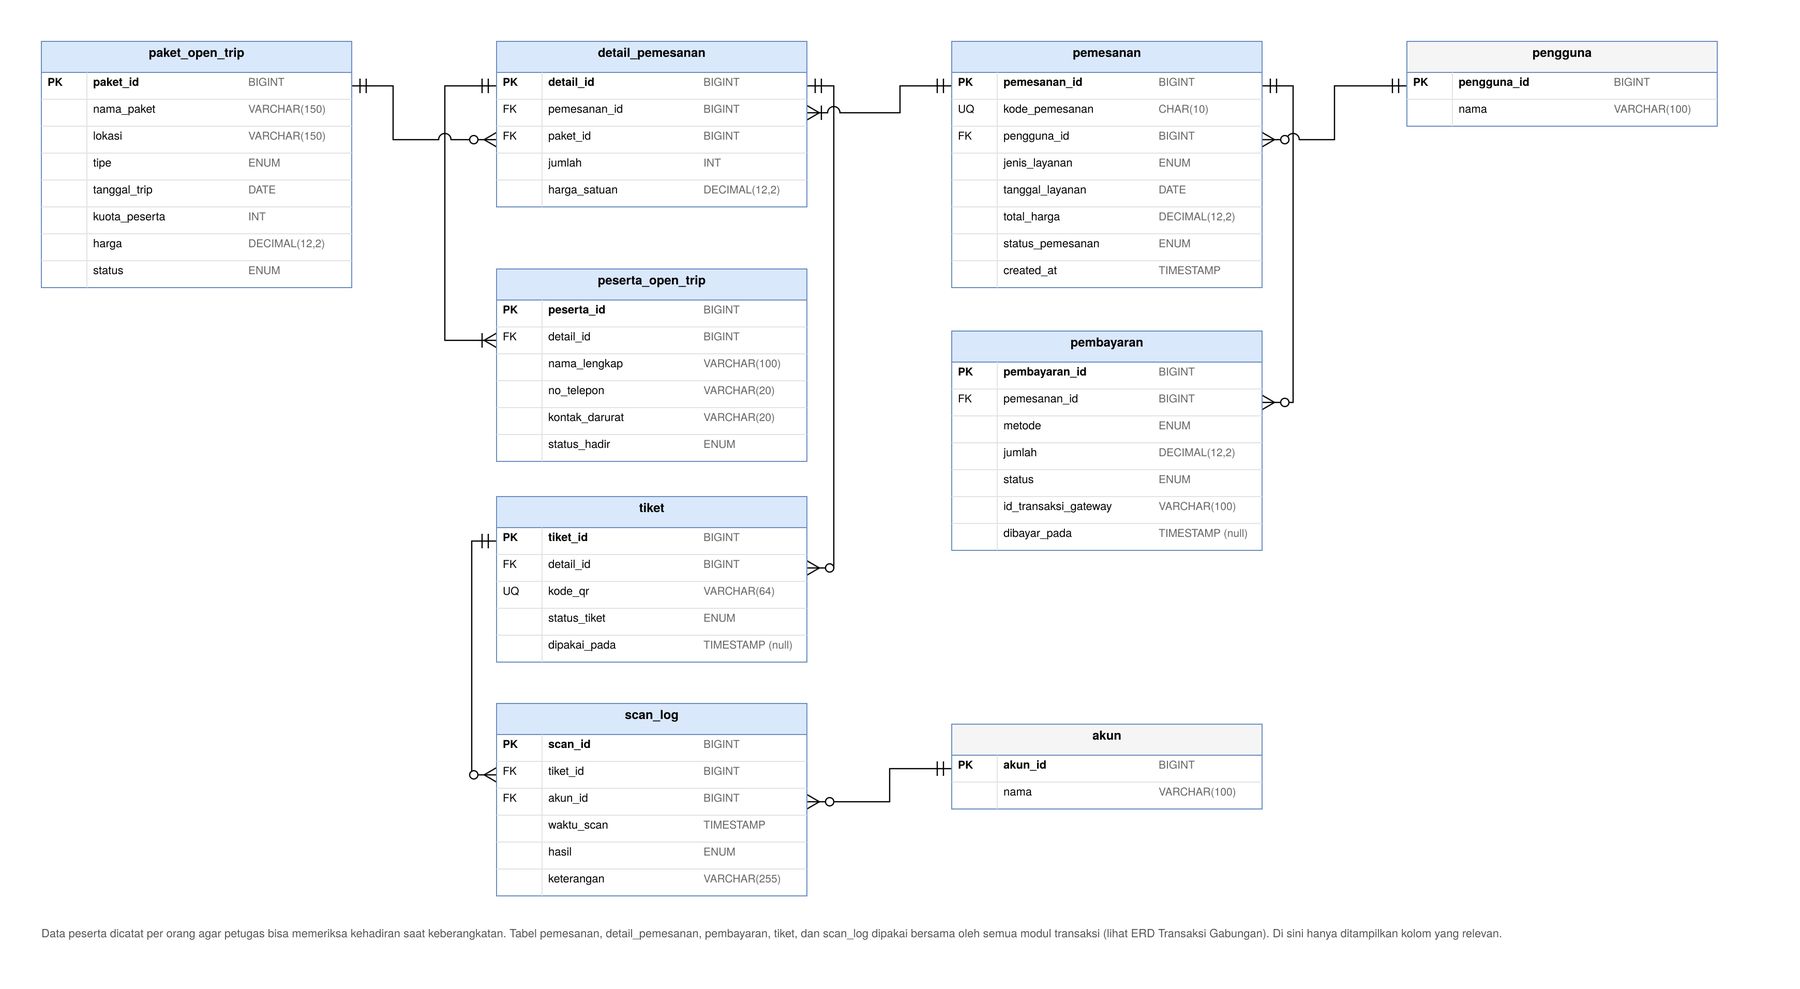 paket_open_trip
PK paket_id BIGINT
nama_paket VARCHAR(150)
lokasi VARCHAR(150)
tipe ENUM
tanggal_trip DATE
kuota_peserta INT
harga DECIMAL(12,2)
status ENUM
detail_pemesanan
PK detail_id BIGINT
FK pemesanan_id BIGINT
FK paket_id BIGINT
jumlah INT
harga_satuan DECIMAL(12,2)
pemesanan
PK pemesanan_id BIGINT
UQ kode_pemesanan CHAR(10)
FK pengguna_id BIGINT
jenis_layanan ENUM
tanggal_layanan DATE
total_harga DECIMAL(12,2)
status_pemesanan ENUM
created_at TIMESTAMP
pengguna
PK pengguna_id BIGINT
nama VARCHAR(100)
peserta_open_trip
PK peserta_id BIGINT
FK detail_id BIGINT
nama_lengkap VARCHAR(100)
no_telepon VARCHAR(20)
kontak_darurat VARCHAR(20)
status_hadir ENUM
pembayaran
PK pembayaran_id BIGINT
FK pemesanan_id BIGINT
metode ENUM
jumlah DECIMAL(12,2)
status ENUM
id_transaksi_gateway VARCHAR(100)
dibayar_pada TIMESTAMP (null)
tiket
PK tiket_id BIGINT
FK detail_id BIGINT
UQ kode_qr VARCHAR(64)
status_tiket ENUM
dipakai_pada TIMESTAMP (null)
scan_log
PK scan_id BIGINT
FK tiket_id BIGINT
FK akun_id BIGINT
waktu_scan TIMESTAMP
hasil ENUM
keterangan VARCHAR(255)
akun
PK akun_id BIGINT
nama VARCHAR(100)
Data peserta dicatat per orang agar petugas bisa memeriksa kehadiran saat keberangkatan. Tabel pemesanan, detail_pemesanan, pembayaran, tiket, dan scan_log dipakai bersama oleh semua modul transaksi (lihat ERD Transaksi Gabungan). Di sini hanya ditampilkan kolom yang relevan.